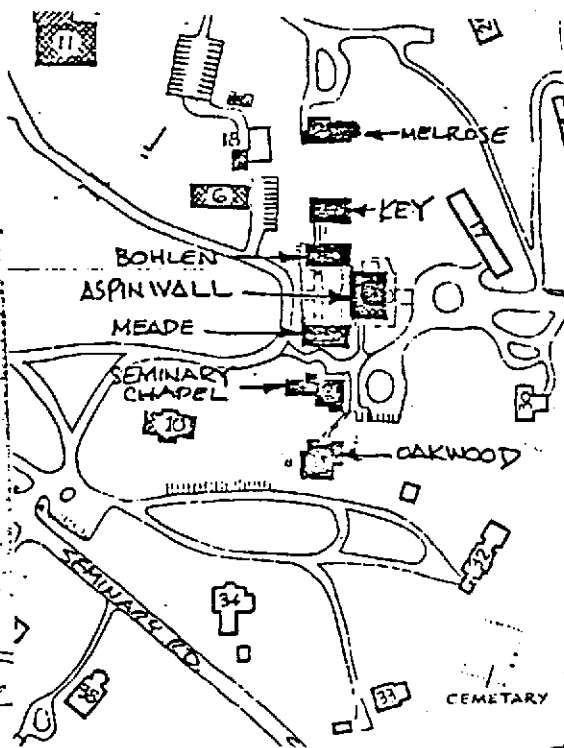 11
MELROSE
18
6
KEY
17
BOHLEN
ASPINWALL
MEADE
SEMINARY
CHAPEL
30
10
OAKWOOD
32
SEMINARY RD.
34
33
CEMETARY